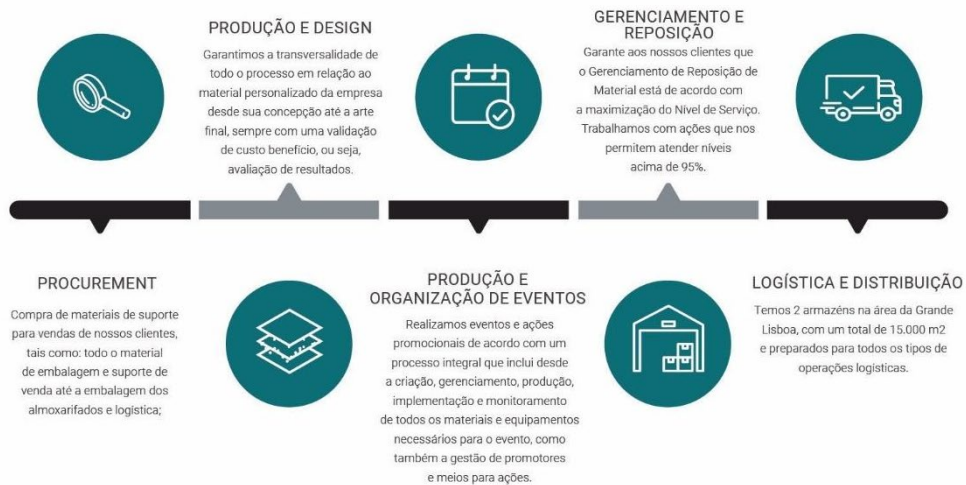 PRODUÇÃO E DESIGN
Garantimos a transversalidade de
todo o processo em relação ao
material personalizado da empresa
desde sua concepção até a arte
final, sempre com uma validação
de custo benefício, ou seja,
avaliação de resultados.
GERENCIAMENTO E
REPOSIÇÃO
Garante aos nossos clientes que
o Gerenciamento de Reposição de
Material está de acordo com
a maximização do Nível de Serviço.
Trabalhamos com ações que nos
permitem atender níveis
acima de 95%.
PROCUREMENT
Compra de materiais de suporte
para vendas de nossos clientes,
tais como: todo o material
de embalagem e suporte de
venda até a embalagem dos
almoxarifados e logística;
PRODUÇÃO E
ORGANIZAÇÃO DE EVENTOS
Realizamos eventos e ações
promocionais de acordo com um
processo integral que inclui desde
a criação, gerenciamento, produção,
implementação e monitoramento
de todos os materiais e equipamentos
necessários para o evento, como
também a gestão de promotores
e meios para ações.
LOGÍSTICA E DISTRIBUIÇÃO
Temos 2 armazéns na área da Grande
Lisboa, com um total de 15.000 m2
e preparados para todos os tipos de
operações logísticas.